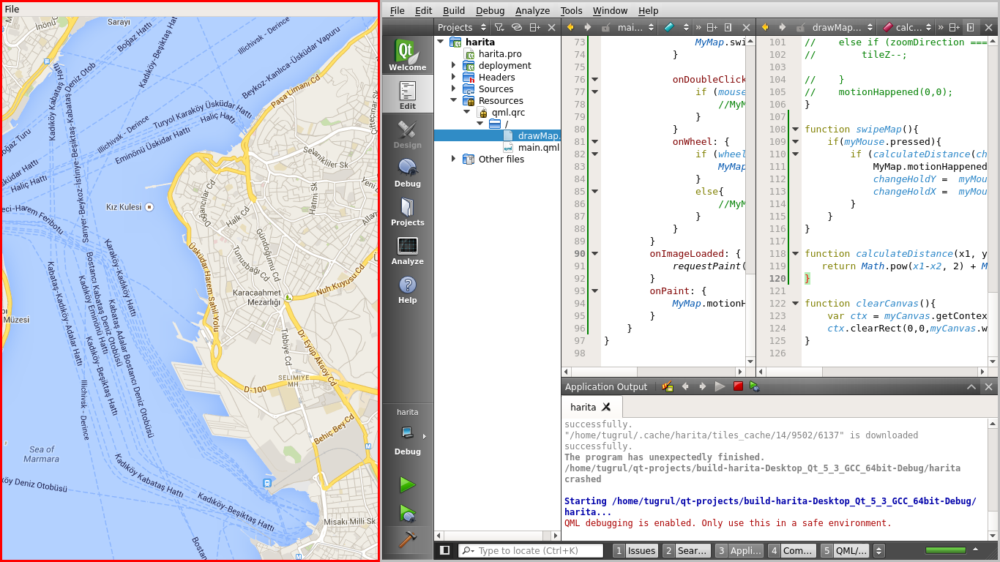 File
İnönü
Sarayı
Boğaz Hattı
Kadıköy-Beşiktaş Hattı
Illichivsk - Derince
Beykoz-Kanlıca-Üsküdar Vapuru
Paşa Limanı Cd
Kadıköy Kabataş Hattı
Turyol Karaköy Üsküdar Hattı
Haliç Hattı
Illichivsk - Derince
Eminönü Üsküdar Hattı
Boğaz Turu
Üsküdar Hattı
Haliç Hattı
Selanikliler Sk
Kız Kulesi
Harem Feribotu
Halk Cd
Hatmi Sk
Gündoğumu Cd
Tunusbağı Cd
Üsküdar Harem Sahil Yolu
Karaköy-Kadıköy Hattı
Kabataş-Kadıköy-Adalar Hattı
Bostancı Kabataş Deniz Otobüsü
Kadıköy Eminönü Hattı
Kabataş Adalar Bostancı Deniz Otobüsü
Kadıköy-Beşiktaş Hattı
Karacaahmet
Mezarlığı
Nuh Kuyusu Cd
Müzesi
Tıbbiye Cd
Dr. Eyüp Aksoy Cd
SELIMIYE
MH.
D-100
Illichivsk - Derince
Behiç Bey Cd
Sea of
Marmara
Kadıköy Kabataş Hattı
köy Deniz Otobüsü
Kadıköy-Beşiktaş Hattı
Misaki Milli Sk
Bostan
File Edit Build Debug Analyze Tools Window Help
Projects
mai...
drawMap...
calc...
Welcome
Edit
Design
Debug
Projects
Analyze
Help
harita
Debug
harita
harita.pro
deployment
Headers
Sources
Resources
qml.qrc
/
drawMap.
main.qml
Other files
73 MyMap.swi
74 }
75
76 onDoubleClick
77 if (mouse
78 //MyM
79 }
80 }
81 onWheel: {
82 if (wheel
83 MyMap
84 }
85 else{
86 //MyM
87 }
88 }
89 }
90 onImageLoaded: {
91 requestPaint(
92 }
93 onPaint: {
94 MyMap.motionH
95 }
96 }
97 }
98
101 // else if (zoomDirection ===
102 // tileZ--;
103
104 // }
105 // motionHappened(0,0);
106 }
107
108 function swipeMap(){
109 if(myMouse.pressed){
110 if (calculateDistance(ch
111 MyMap.motionHappened
112 changeHoldY = myMou
113 changeHoldX = myMou
114 }
115 }
116 }
117
118 function calculateDistance(x1, y
119 return Math.pow(x1-x2, 2) + M
120 }
121
122 function clearCanvas(){
123 var ctx = myCanvas.getContex
124 ctx.clearRect(0,0,myCanvas.w
125 }
126
Application Output
harita
successfully.
"/home/tugrul/.cache/harita/tiles_cache/14/9502/6137" is downloaded
successfully.
The program has unexpectedly finished.
/home/tugrul/qt-projects/build-harita-Desktop_Qt_5_3_GCC_64bit-Debug/harita
crashed
Starting /home/tugrul/qt-projects/build-harita-Desktop_Qt_5_3_GCC_64bit-Debug/
harita...
QML debugging is enabled. Only use this in a safe environment.
Type to locate (Ctrl+K)
1 Issues 2 Sear... 3 Appli... 4 Com... 5 QML/...